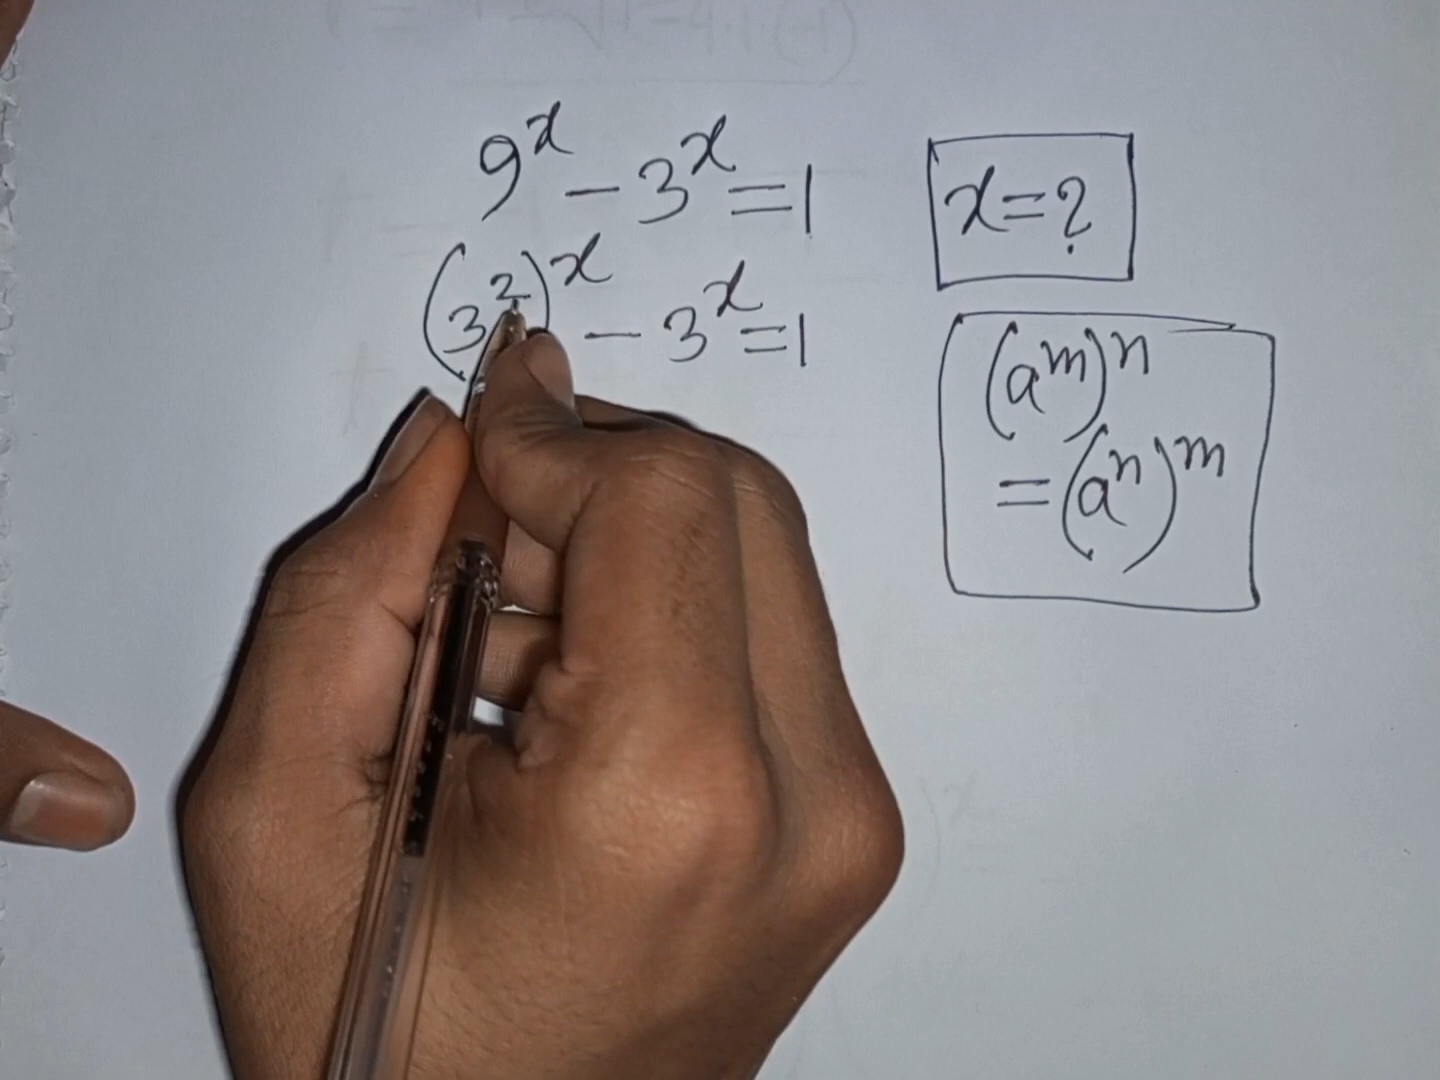 9^x - 3^x = 1
x = ?
(3^2)^x - 3^x = 1
(a^m)^n
= (a^n)^m